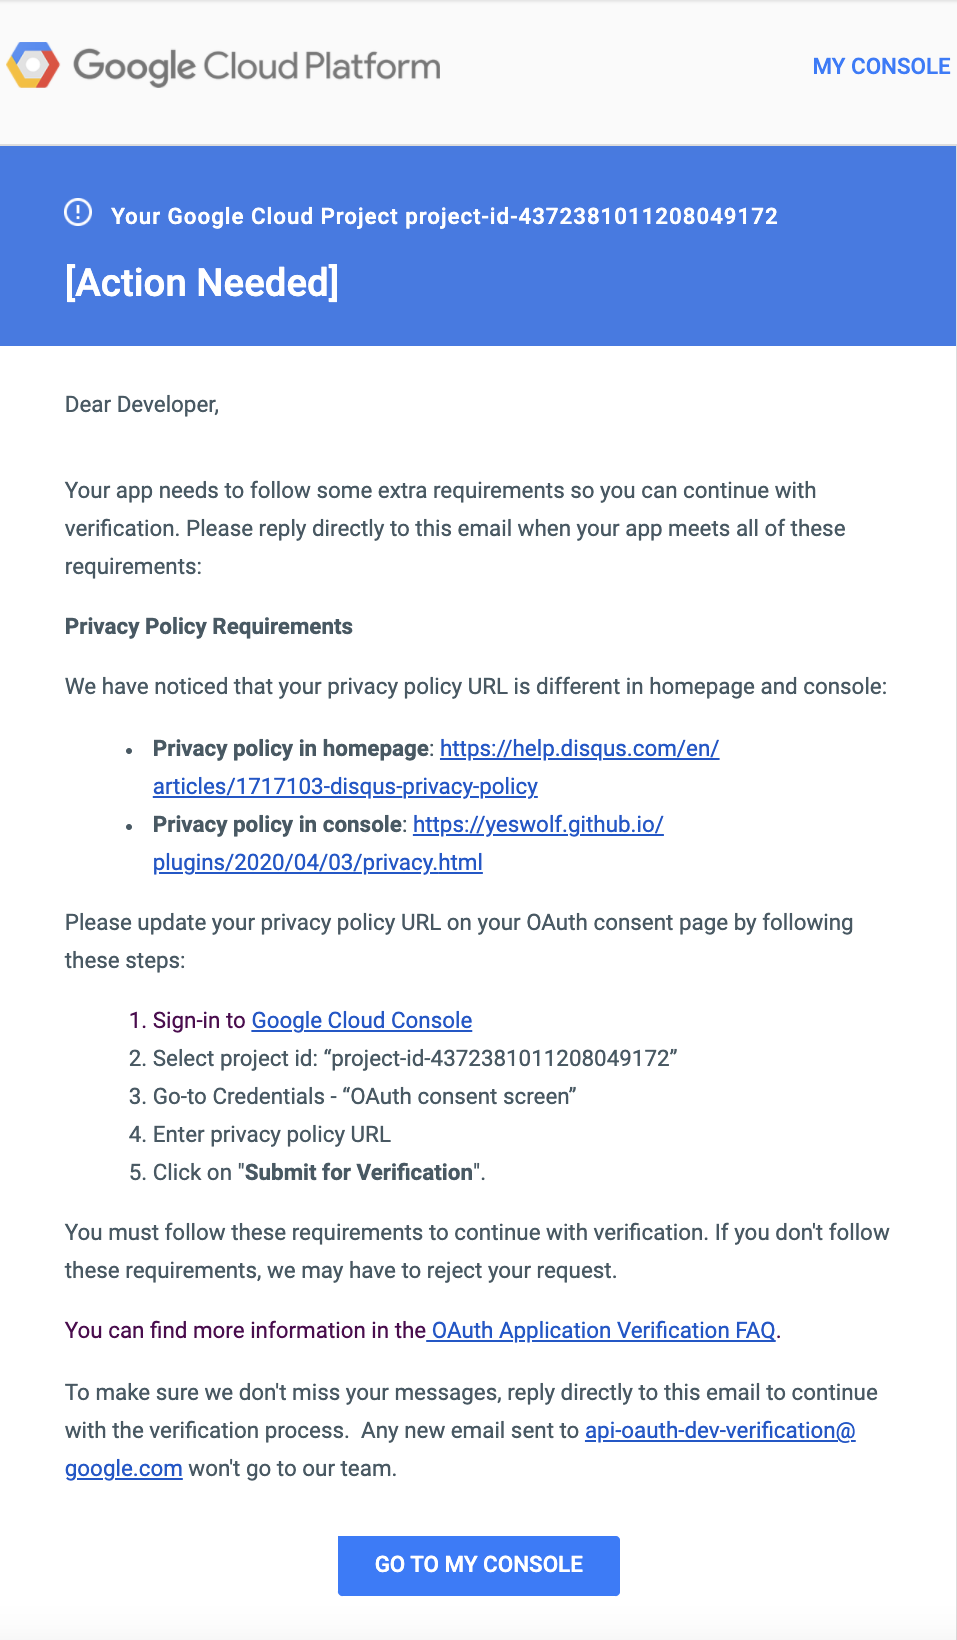 Google Cloud Platform
MY CONSOLE
Your Google Cloud Project project-id-4372381011208049172
[Action Needed]
Dear Developer,
Your app needs to follow some extra requirements so you can continue with
verification. Please reply directly to this email when your app meets all of these
requirements:
Privacy Policy Requirements
We have noticed that your privacy policy URL is different in homepage and console:
• Privacy policy in homepage: https://help.disqus.com/en/
articles/1717103-disqus-privacy-policy
• Privacy policy in console: https://yeswolf.github.io/
plugins/2020/04/03/privacy.html
Please update your privacy policy URL on your OAuth consent page by following
these steps:
1. Sign-in to Google Cloud Console
2. Select project id: “project-id-4372381011208049172”
3. Go-to Credentials - “OAuth consent screen”
4. Enter privacy policy URL
5. Click on "Submit for Verification".
You must follow these requirements to continue with verification. If you don't follow
these requirements, we may have to reject your request.
You can find more information in the OAuth Application Verification FAQ.
To make sure we don't miss your messages, reply directly to this email to continue
with the verification process.  Any new email sent to api-oauth-dev-verification@
google.com won't go to our team.
GO TO MY CONSOLE